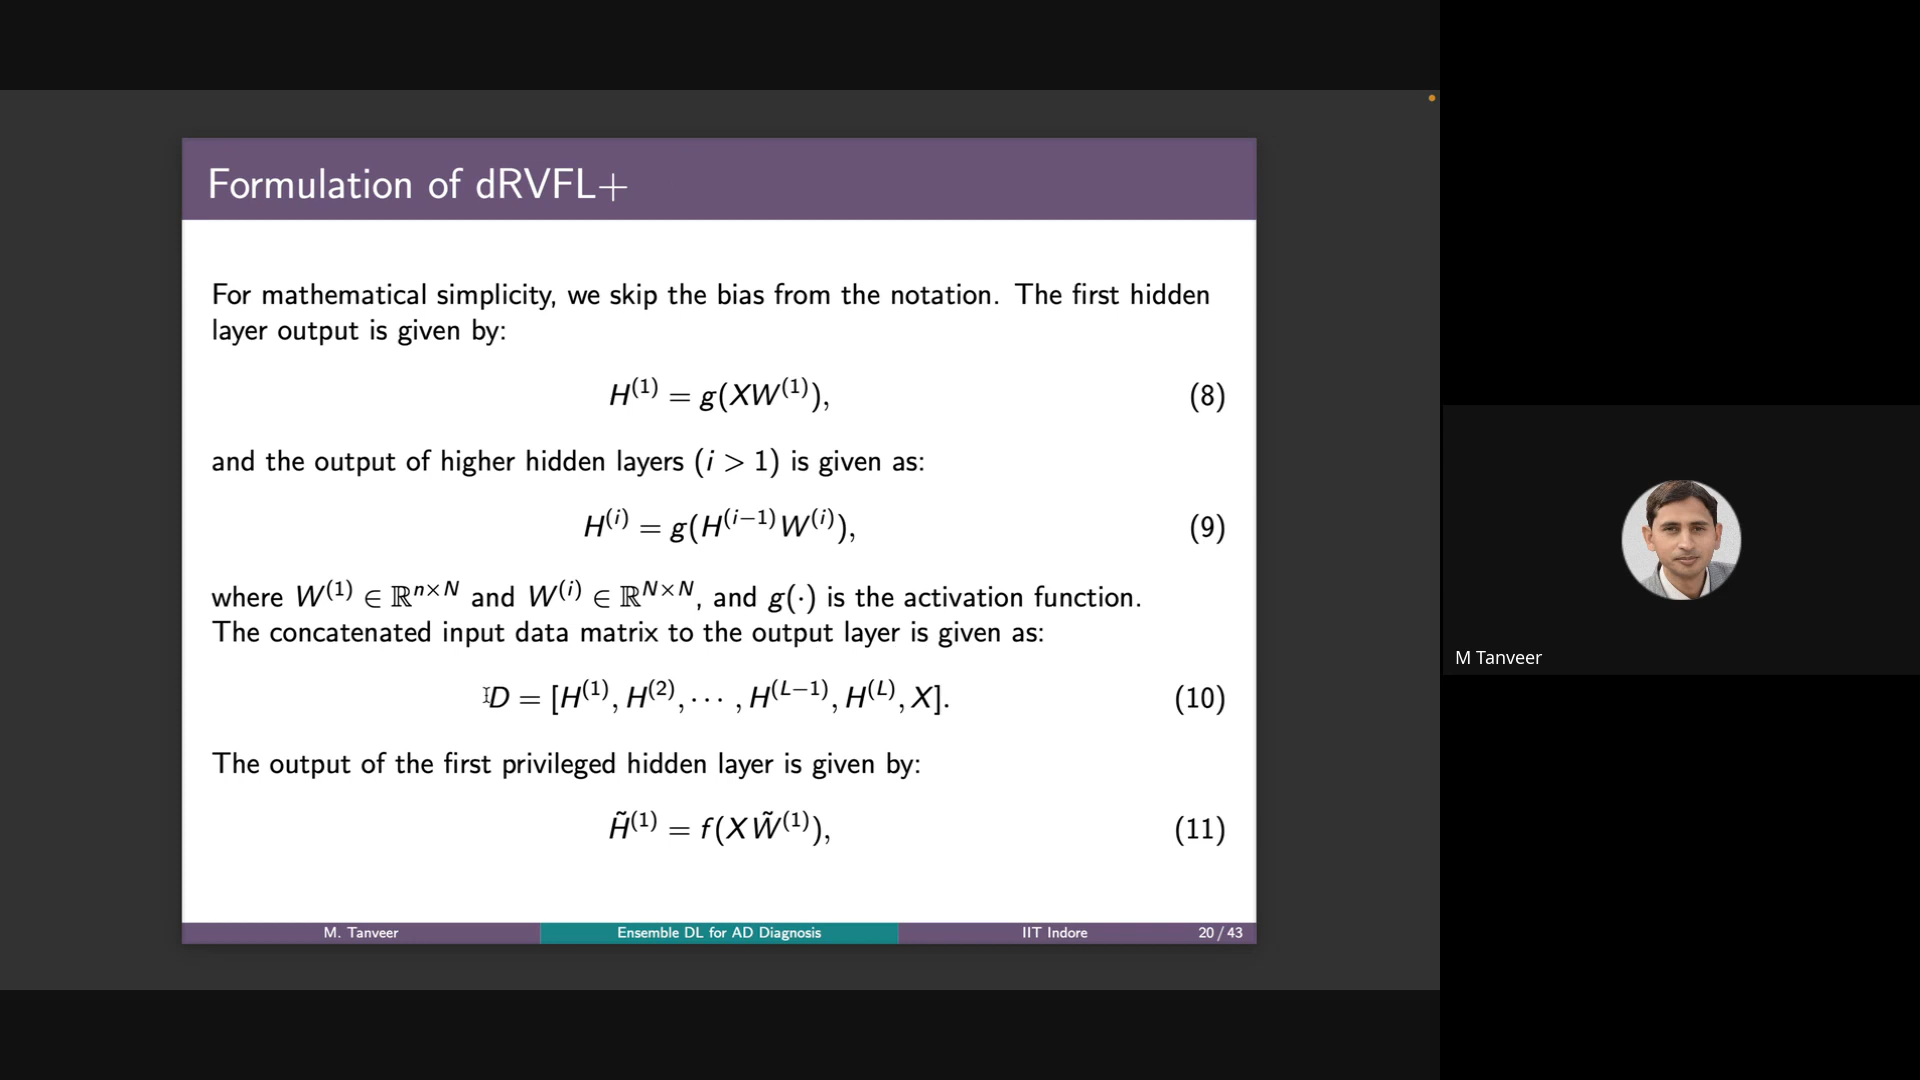 Formulation of dRVFL+
For mathematical simplicity, we skip the bias from the notation. The first hidden
layer output is given by:
H^{(1)} = g(XW^{(1)}), (8)
and the output of higher hidden layers (i > 1) is given as:
H^{(i)} = g(H^{(i−1)}W^{(i)}), (9)
where W^{(1)} ∈ ℝ^{n×N} and W^{(i)} ∈ ℝ^{N×N}, and g(·) is the activation function.
The concatenated input data matrix to the output layer is given as:
D = [H^{(1)}, H^{(2)}, ⋯ , H^{(L−1)}, H^{(L)}, X]. (10)
The output of the first privileged hidden layer is given by:
H̃^{(1)} = f(XW̃^{(1)}), (11)
M. Tanveer Ensemble DL for AD Diagnosis IIT Indore 20 / 43
M Tanveer